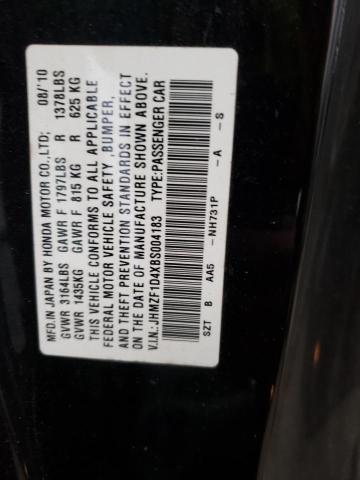 MFD.IN JAPAN BY HONDA MOTOR CO.,LTD; 08/'10
GVWR 3164LBS GAWR F 1797LBS R 1378LBS
GVWR 1435KG GAWR F 815 KG R 625 KG
THIS VEHICLE CONFORMS TO ALL APPLICABLE
FEDERAL MOTOR VEHICLE SAFETY ,BUMPER,
AND THEFT PREVENTION STANDARDS IN EFFECT
ON THE DATE OF MANUFACTURE SHOWN ABOVE.
V.I.N.:JHMZF1D4XBS004183 TYPE:PASSENGER CAR
SZT B AA5 -NH731P -A -S